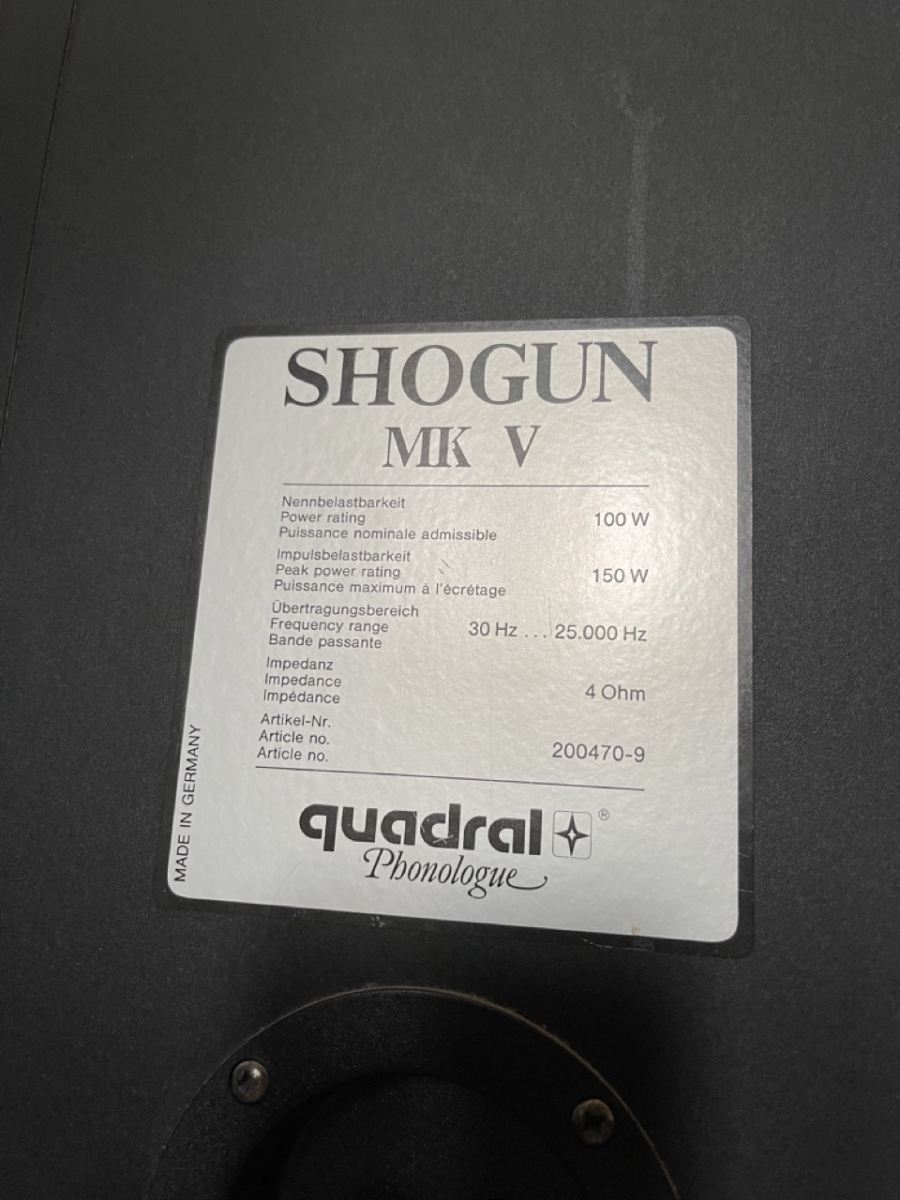 SHOGUN
MK V
Nennbelastbarkeit
Power rating 100 W
Puissance nominale admissible
Impulsbelastbarkeit
Peak power rating 150 W
Puissance maximum à l'écrétage
Übertragungsbereich
Frequency range 30 Hz ... 25.000 Hz
Bande passante
Impedanz
Impedance 4 Ohm
Impédance
Artikel-Nr.
Article no. 200470-9
Article no.
MADE IN GERMANY
quadral ®
Phonologue